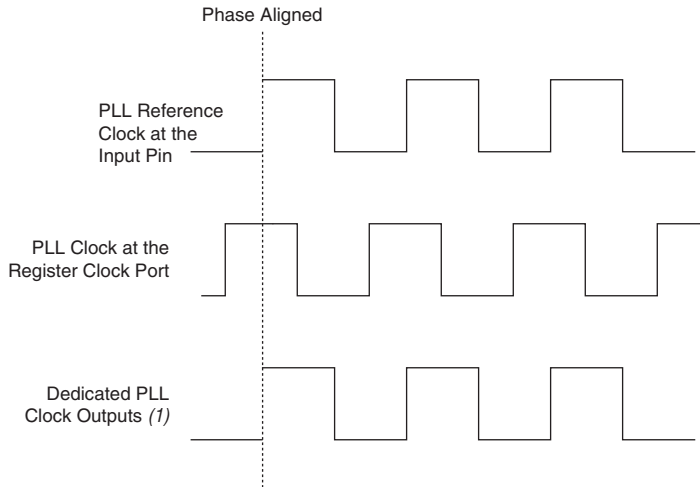 Phase Aligned
PLL Reference
Clock at the
Input Pin
PLL Clock at the
Register Clock Port
Dedicated PLL
Clock Outputs (1)